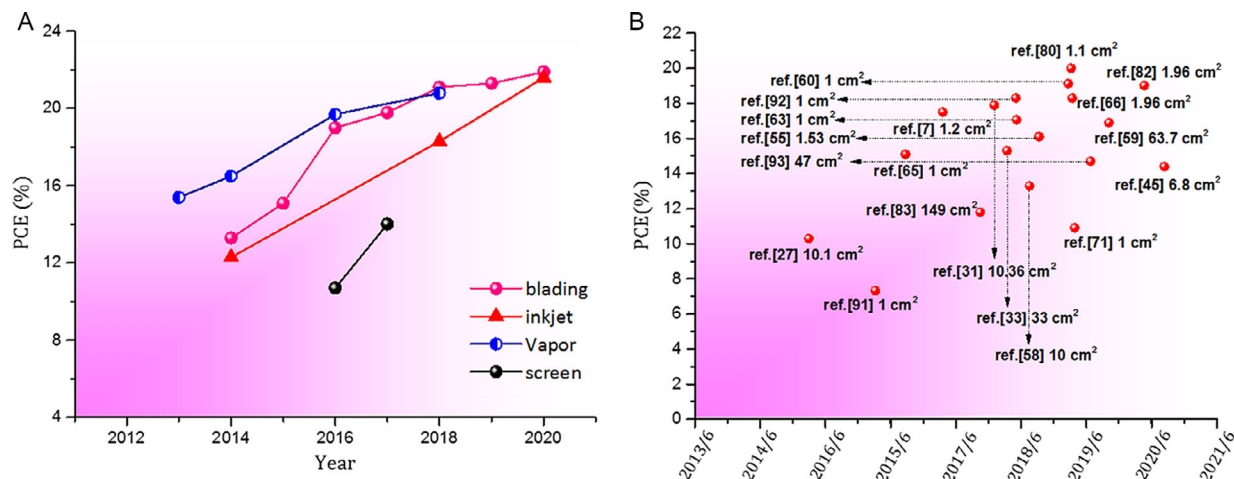 A
PCE (%)
24
20
16
12
8
4
2012
2014
2016
2018
2020
Year
blading
inkjet
Vapor
screen
B
PCE(%)
22
20
18
16
14
12
10
8
6
4
2
0
ref.[80] 1.1 cm²
ref.[60] 1 cm²
ref.[82] 1.96 cm²
ref.[92] 1 cm²
ref.[66] 1.96 cm²
ref.[63] 1 cm²
ref.[7] 1.2 cm²
ref.[55] 1.53 cm²
ref.[59] 63.7 cm²
ref.[93] 47 cm²
ref.[65] 1 cm²
ref.[45] 6.8 cm²
ref.[83] 149 cm²
ref.[71] 1 cm²
ref.[27] 10.1 cm²
ref.[31] 10.36 cm²
ref.[91] 1 cm²
ref.[33] 33 cm²
ref.[58] 10 cm²
2013/6
2014/6
2016/6
2015/6
2017/6
2018/6
2019/6
2020/6
2021/6